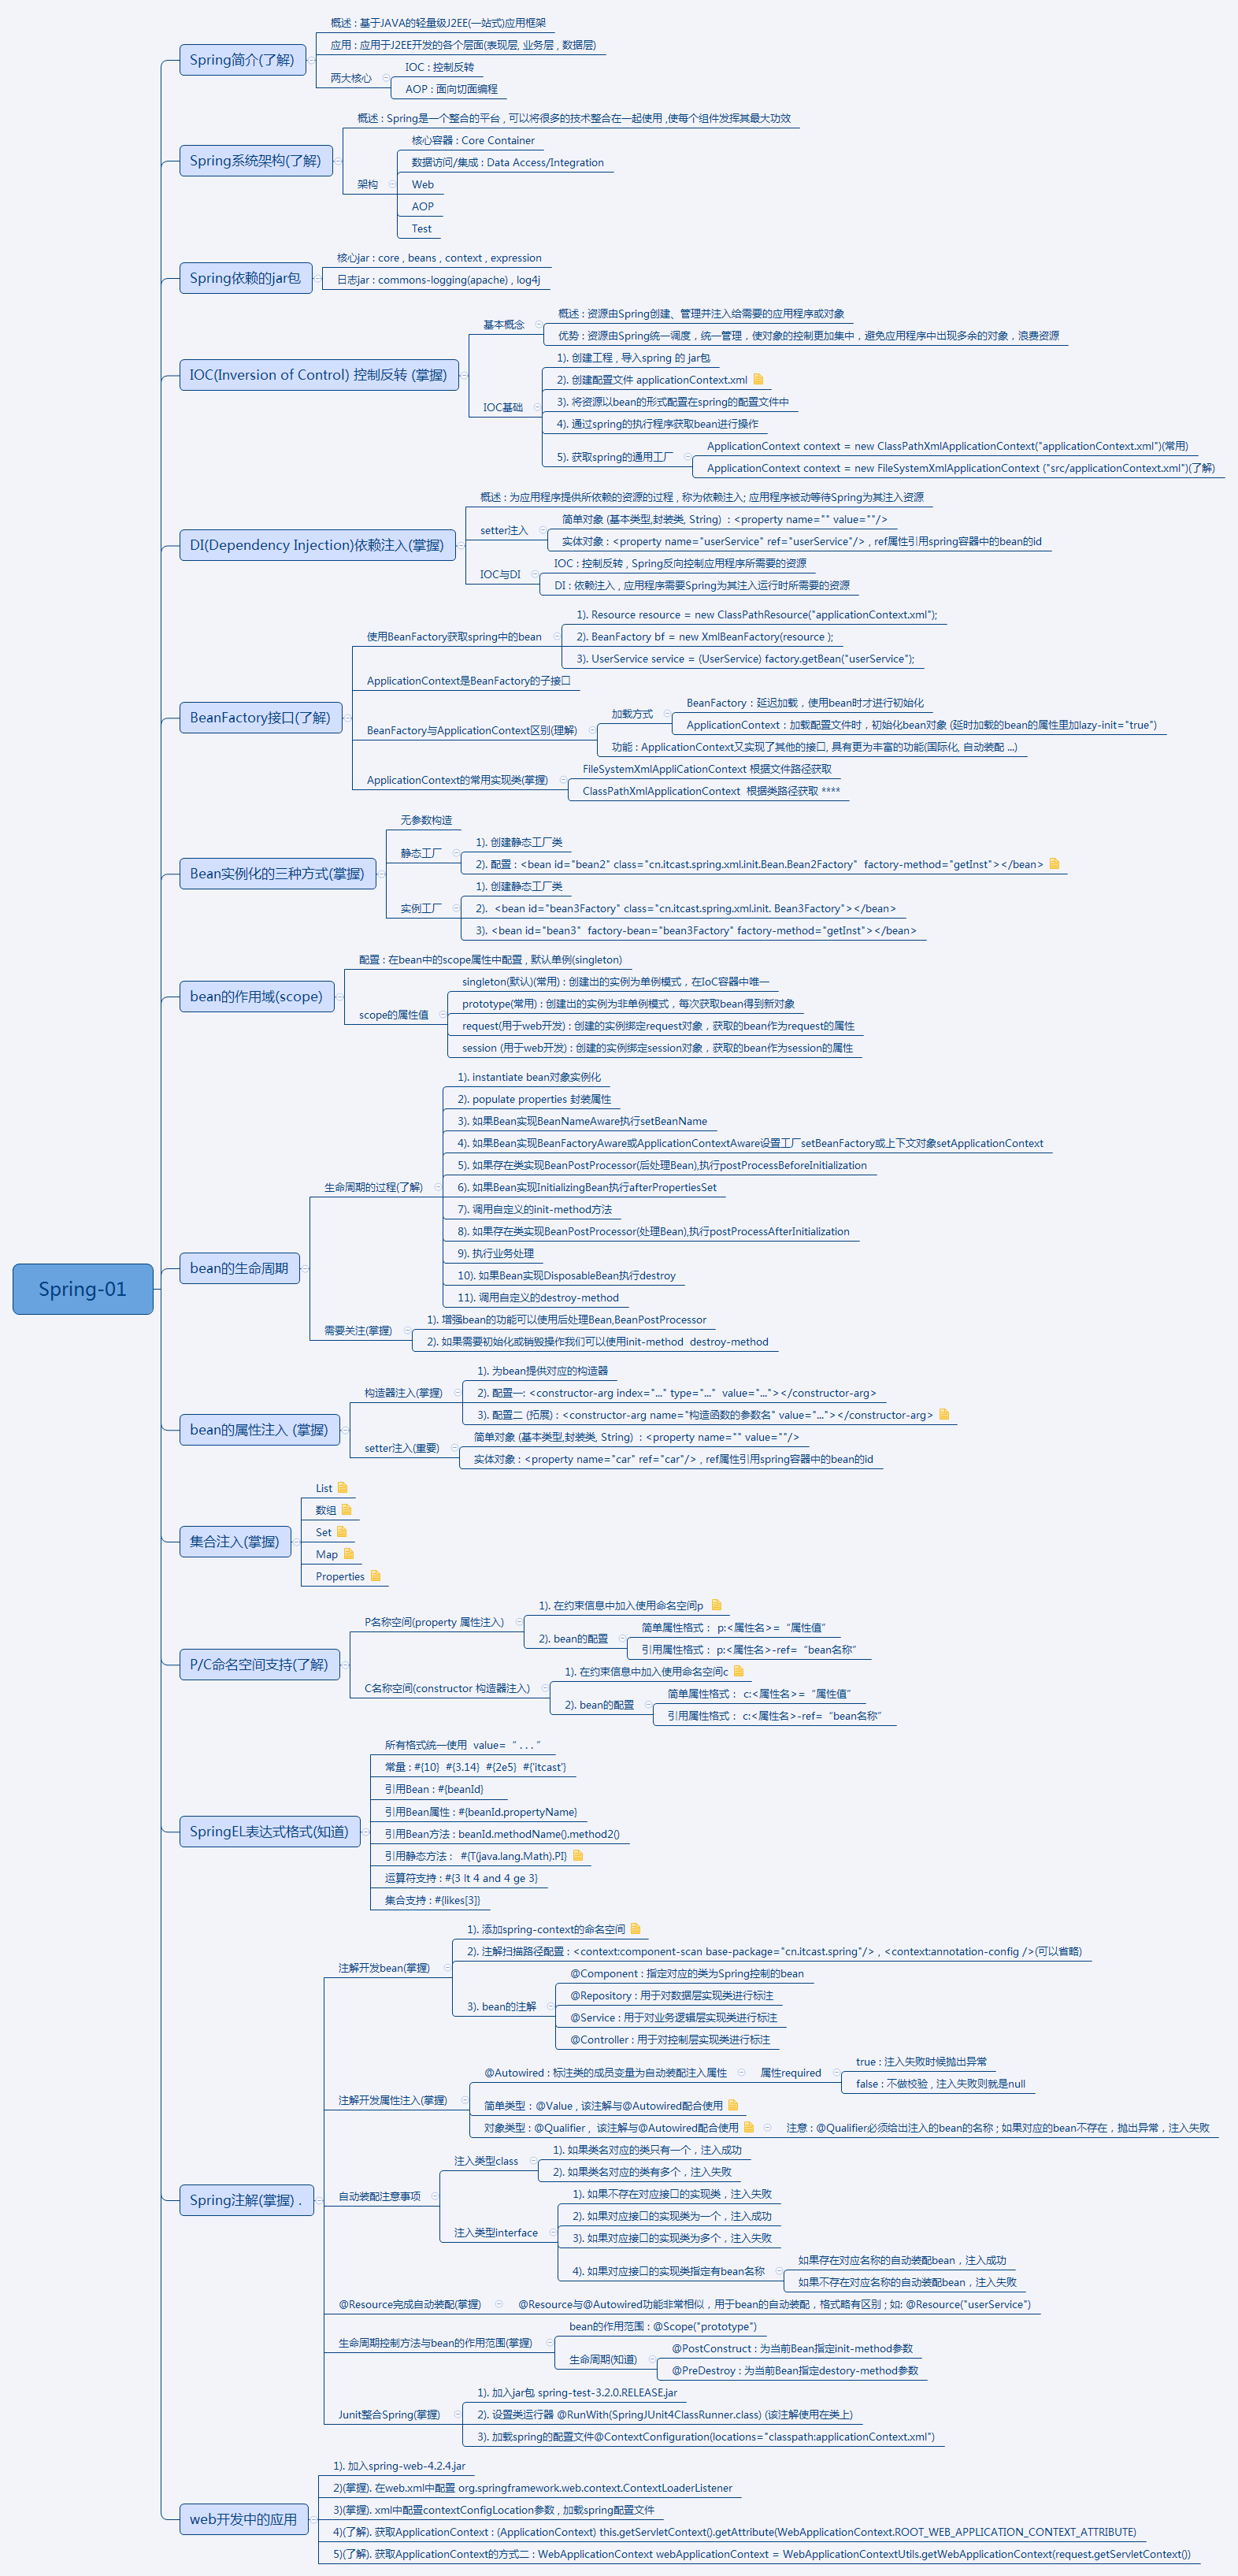 Spring-01
Spring简介(了解)
概述 : 基于JAVA的轻量级J2EE(一站式)应用框架
应用 : 应用于J2EE开发的各个层面(表现层, 业务层 , 数据层)
两大核心
IOC : 控制反转
AOP : 面向切面编程
Spring系统架构(了解)
概述 : Spring是一个整合的平台 , 可以将很多的技术整合在一起使用 ,使每个组件发挥其最大功效
架构
核心容器 : Core Container
数据访问/集成 : Data Access/Integration
Web
AOP
Test
Spring依赖的jar包
核心jar : core , beans , context , expression
日志jar : commons-logging(apache) , log4j
IOC(Inversion of Control) 控制反转 (掌握)
基本概念
概述 : 资源由Spring创建、管理并注入给需要的应用程序或对象
优势 : 资源由Spring统一调度，统一管理，使对象的控制更加集中，避免应用程序中出现多余的对象，浪费资源
IOC基础
1). 创建工程 , 导入spring 的 jar包
2). 创建配置文件 applicationContext.xml
3). 将资源以bean的形式配置在spring的配置文件中
4). 通过spring的执行程序获取bean进行操作
5). 获取spring的通用工厂
ApplicationContext context = new ClassPathXmlApplicationContext("applicationContext.xml")(常用)
ApplicationContext context = new FileSystemXmlApplicationContext ("src/applicationContext.xml")(了解)
DI(Dependency Injection)依赖注入(掌握)
概述 : 为应用程序提供所依赖的资源的过程 , 称为依赖注入; 应用程序被动等待Spring为其注入资源
setter注入
简单对象 (基本类型,封装类, String) : <property name="" value=""/>
实体对象 : <property name="userService" ref="userService"/> , ref属性引用spring容器中的bean的id
IOC与DI
IOC : 控制反转 , Spring反向控制应用程序所需要的资源
DI : 依赖注入 , 应用程序需要Spring为其注入运行时所需要的资源
BeanFactory接口(了解)
使用BeanFactory获取spring中的bean
1). Resource resource = new ClassPathResource("applicationContext.xml");
2). BeanFactory bf = new XmlBeanFactory(resource );
3). UserService service = (UserService) factory.getBean("userService");
ApplicationContext是BeanFactory的子接口
BeanFactory与ApplicationContext区别(理解)
加载方式
BeanFactory：延迟加载，使用bean时才进行初始化
ApplicationContext：加载配置文件时，初始化bean对象 (延时加载的bean的属性里加lazy-init="true")
功能 : ApplicationContext又实现了其他的接口, 具有更为丰富的功能(国际化, 自动装配 ...)
ApplicationContext的常用实现类(掌握)
FileSystemXmlAppliCationContext 根据文件路径获取
ClassPathXmlApplicationContext 根据类路径获取 ****
Bean实例化的三种方式(掌握)
无参数构造
静态工厂
1). 创建静态工厂类
2). 配置 : <bean id="bean2" class="cn.itcast.spring.xml.init.Bean.Bean2Factory" factory-method="getInst"></bean>
实例工厂
1). 创建静态工厂类
2). <bean id="bean3Factory" class="cn.itcast.spring.xml.init. Bean3Factory"></bean>
3). <bean id="bean3" factory-bean="bean3Factory" factory-method="getInst"></bean>
bean的作用域(scope)
配置 : 在bean中的scope属性中配置 , 默认单例(singleton)
scope的属性值
singleton(默认)(常用) : 创建出的实例为单例模式，在IoC容器中唯一
prototype(常用) : 创建出的实例为非单例模式，每次获取bean得到新对象
request(用于web开发) : 创建的实例绑定request对象，获取的bean作为request的属性
session (用于web开发) : 创建的实例绑定session对象，获取的bean作为session的属性
bean的生命周期
生命周期的过程(了解)
1). instantiate bean对象实例化
2). populate properties 封装属性
3). 如果Bean实现BeanNameAware执行setBeanName
4). 如果Bean实现BeanFactoryAware或ApplicationContextAware设置工厂setBeanFactory或上下文对象setApplicationContext
5). 如果存在类实现BeanPostProcessor(后处理Bean),执行postProcessBeforeInitialization
6). 如果Bean实现InitializingBean执行afterPropertiesSet
7). 调用自定义的init-method方法
8). 如果存在类实现BeanPostProcessor(处理Bean),执行postProcessAfterInitialization
9). 执行业务处理
10). 如果Bean实现DisposableBean执行destroy
11). 调用自定义的destroy-method
需要关注(掌握)
1). 增强bean的功能可以使用后处理Bean,BeanPostProcessor
2). 如果需要初始化或销毁操作我们可以使用init-method destroy-method
bean的属性注入 (掌握)
构造器注入(掌握)
1). 为bean提供对应的构造器
2). 配置一: <constructor-arg index="..." type="..." value="..."></constructor-arg>
3). 配置二 (拓展) : <constructor-arg name="构造函数的参数名" value="..."></constructor-arg>
setter注入(重要)
简单对象 (基本类型,封装类, String) : <property name="" value=""/>
实体对象 : <property name="car" ref="car"/> , ref属性引用spring容器中的bean的id
集合注入(掌握)
List
数组
Set
Map
Properties
P/C命名空间支持(了解)
P名称空间(property 属性注入)
1). 在约束信息中加入使用命名空间p
2). bean的配置
简单属性格式： p:<属性名>=“属性值”
引用属性格式： p:<属性名>-ref=“bean名称”
C名称空间(constructor 构造器注入)
1). 在约束信息中加入使用命名空间c
2). bean的配置
简单属性格式： c:<属性名>=“属性值”
引用属性格式： c:<属性名>-ref=“bean名称”
SpringEL表达式格式(知道)
所有格式统一使用 value=“ . . . ”
常量 : #{10} #{3.14} #{2e5} #{'itcast'}
引用Bean : #{beanId}
引用Bean属性 : #{beanId.propertyName}
引用Bean方法 : beanId.methodName().method2()
引用静态方法 : #{T(java.lang.Math).PI}
运算符支持 : #{3 lt 4 and 4 ge 3}
集合支持 : #{likes[3]}
Spring注解(掌握) .
注解开发bean(掌握)
1). 添加spring-context的命名空间
2). 注解扫描路径配置 : <context:component-scan base-package="cn.itcast.spring"/> , <context:annotation-config />(可以省略)
3). bean的注解
@Component : 指定对应的类为Spring控制的bean
@Repository : 用于对数据层实现类进行标注
@Service : 用于对业务逻辑层实现类进行标注
@Controller : 用于对控制层实现类进行标注
注解开发属性注入(掌握)
@Autowired : 标注类的成员变量为自动装配注入属性
属性required
true : 注入失败时候抛出异常
false : 不做校验 , 注入失败则就是null
简单类型 : @Value , 该注解与@Autowired配合使用
对象类型 : @Qualifier , 该注解与@Autowired配合使用
注意 : @Qualifier必须给出注入的bean的名称 ; 如果对应的bean不存在，抛出异常，注入失败
自动装配注意事项
注入类型class
1). 如果类名对应的类只有一个，注入成功
2). 如果类名对应的类有多个，注入失败
注入类型interface
1). 如果不存在对应接口的实现类，注入失败
2). 如果对应接口的实现类为一个，注入成功
3). 如果对应接口的实现类为多个，注入失败
4). 如果对应接口的实现类指定有bean名称
如果存在对应名称的自动装配bean，注入成功
如果不存在对应名称的自动装配bean，注入失败
@Resource完成自动装配(掌握)
@Resource与@Autowired功能非常相似，用于bean的自动装配，格式略有区别 ; 如: @Resource("userService")
生命周期控制方法与bean的作用范围(掌握)
bean的作用范围 : @Scope("prototype")
生命周期(知道)
@PostConstruct : 为当前Bean指定init-method参数
@PreDestroy : 为当前Bean指定destory-method参数
Junit整合Spring(掌握)
1). 加入jar包 spring-test-3.2.0.RELEASE.jar
2). 设置类运行器 @RunWith(SpringJUnit4ClassRunner.class) (该注解使用在类上)
3). 加载spring的配置文件@ContextConfiguration(locations="classpath:applicationContext.xml")
web开发中的应用
1). 加入spring-web-4.2.4.jar
2)(掌握). 在web.xml中配置 org.springframework.web.context.ContextLoaderListener
3)(掌握). xml中配置contextConfigLocation参数 , 加载spring配置文件
4)(了解). 获取ApplicationContext : (ApplicationContext) this.getServletContext().getAttribute(WebApplicationContext.ROOT_WEB_APPLICATION_CONTEXT_ATTRIBUTE)
5)(了解). 获取ApplicationContext的方式二 : WebApplicationContext webApplicationContext = WebApplicationContextUtils.getWebApplicationContext(request.getServletContext())